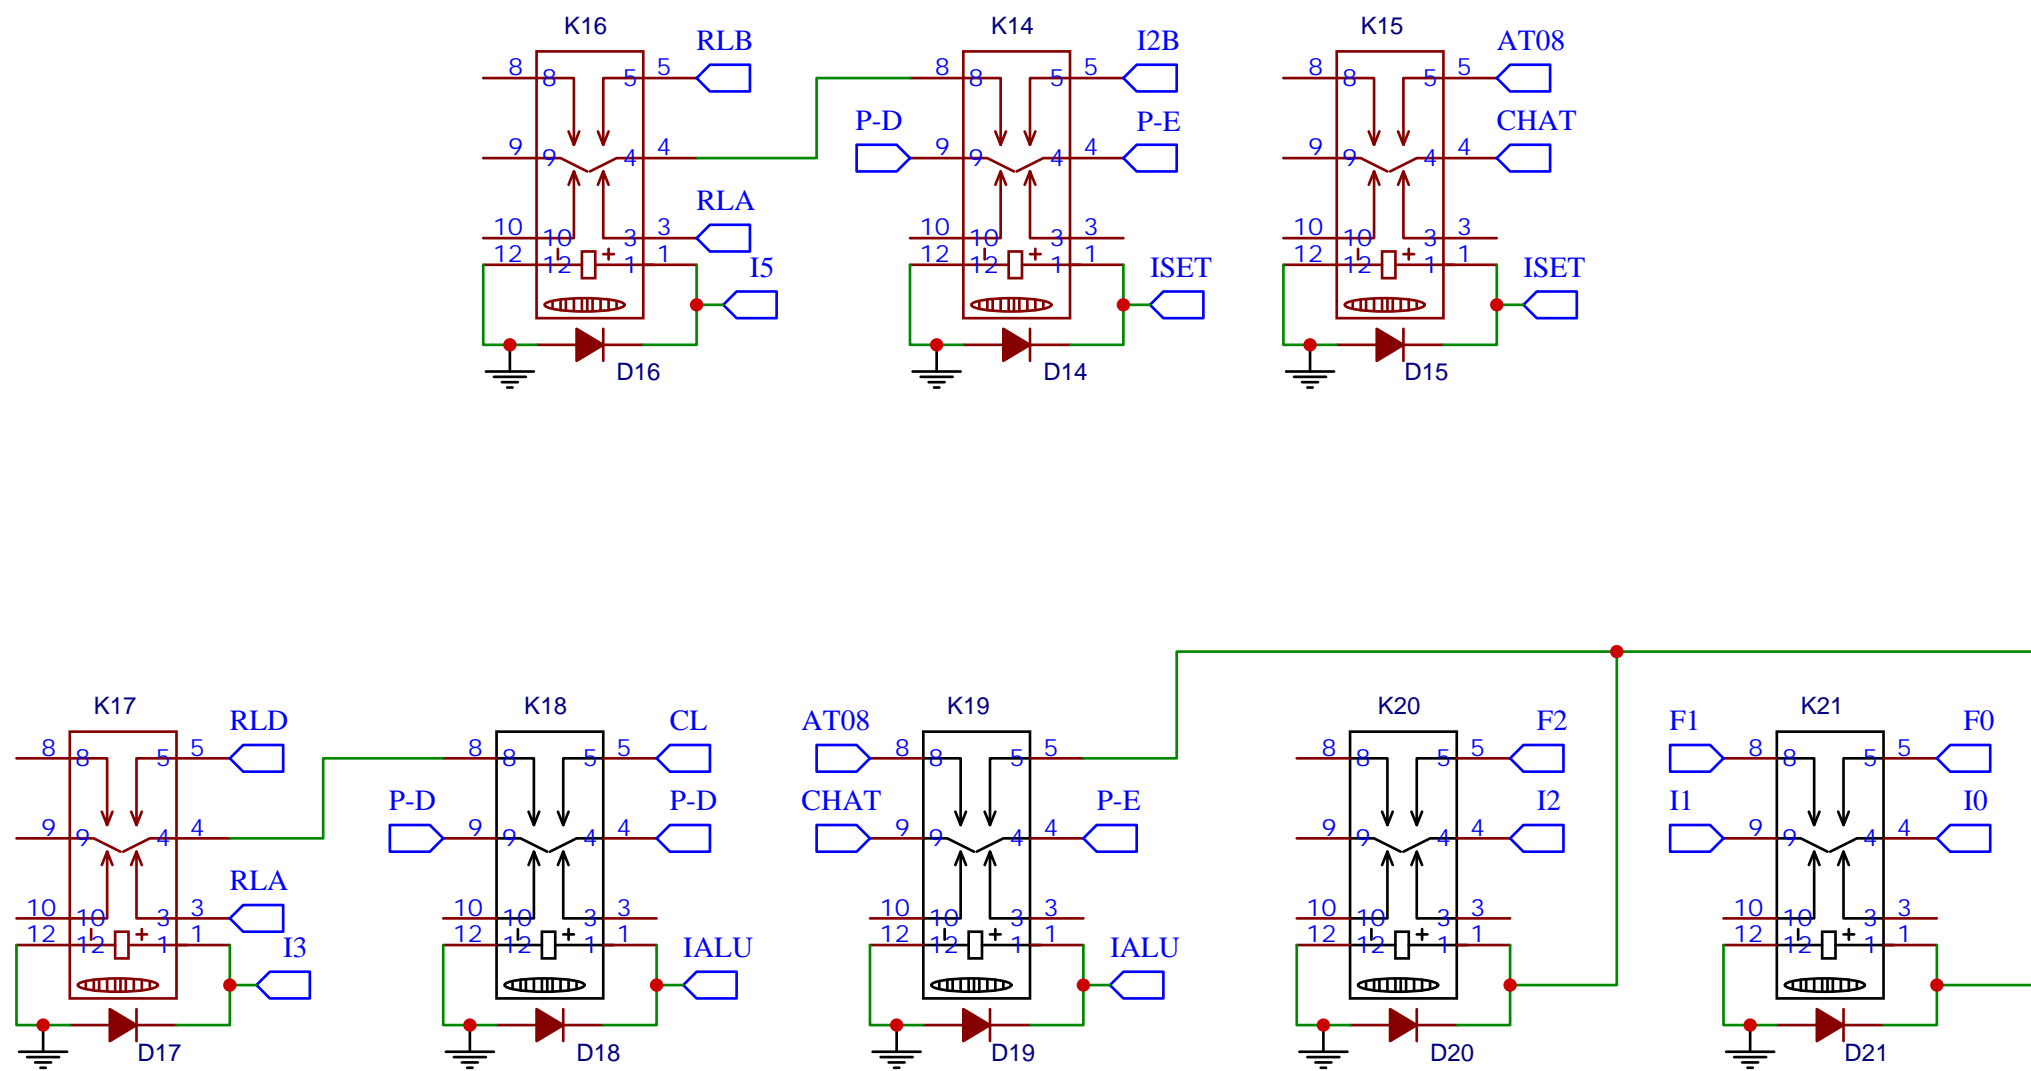 K16 K14 K15
RLB I2B AT08
8 8 5 5 8 8 5 5 8 8 5 5
P-D P-E CHAT
9 9 4 4 9 9 4 4 9 9 4 4
RLA
10 10 3 3 10 10 3 3 10 10 3 3
12 12 - + 1 1 12 12 - + 1 1 12 12 - + 1 1
I5 ISET ISET
D16 D14 D15
K17 K18 K19 K20 K21
RLD CL AT08 F2 F1 F0
8 8 5 5 8 8 5 5 8 8 5 5 8 8 5 5 8 8 5 5
P-D P-D CHAT P-E I2 I1 I0
9 9 4 4 9 9 4 4 9 9 4 4 9 9 4 4 9 9 4 4
RLA
10 10 3 3 10 10 3 3 10 10 3 3 10 10 3 3 10 10 3 3
12 12 - + 1 1 12 12 - + 1 1 12 12 - + 1 1 12 12 - + 1 1 12 12 - + 1 1
I3 IALU IALU
D17 D18 D19 D20 D21